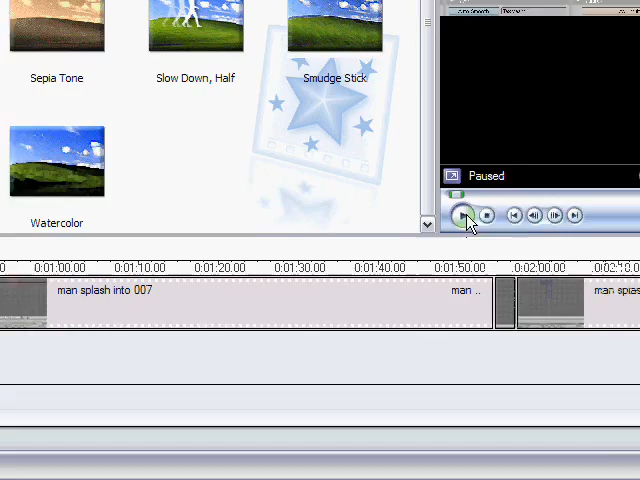 Auto Smooth
Sepia Tone
Slow Down, Half
Smudge Stick
Paused
Watercolor
0:01:00.00
0:01:10.00
0:01:20.00
0:01:30.00
0:01:40.00
0:01:50.00
0:02:00.00
man splash into 007
man ..